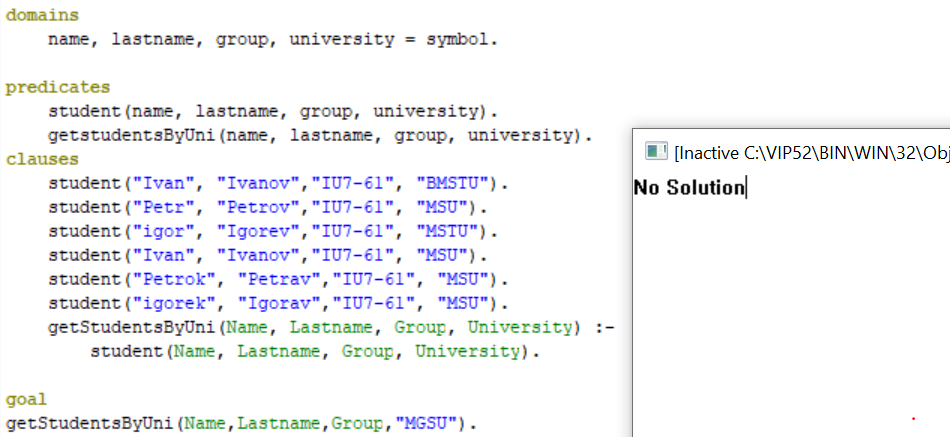 domains
name, lastname, group, university = symbol.
predicates
student(name, lastname, group, university).
getstudentsByUni(name, lastname, group, university).
clauses
student("Ivan", "Ivanov","IU7-61", "BMSTU").
student("Petr", "Petrov","IU7-61", "MSU").
student("igor", "Igorev","IU7-61", "MSTU").
student("Ivan", "Ivanov","IU7-61", "MSU").
student("Petrok", "Petrav","IU7-61", "MSU").
student("igorek", "Igorav","IU7-61", "MSU").
getStudentsByUni(Name, Lastname, Group, University) :-
student(Name, Lastname, Group, University).
goal
getStudentsByUni(Name,Lastname,Group,"MGSU").
[Inactive C:\VIP52\BIN\WIN\32\Obj
No Solution